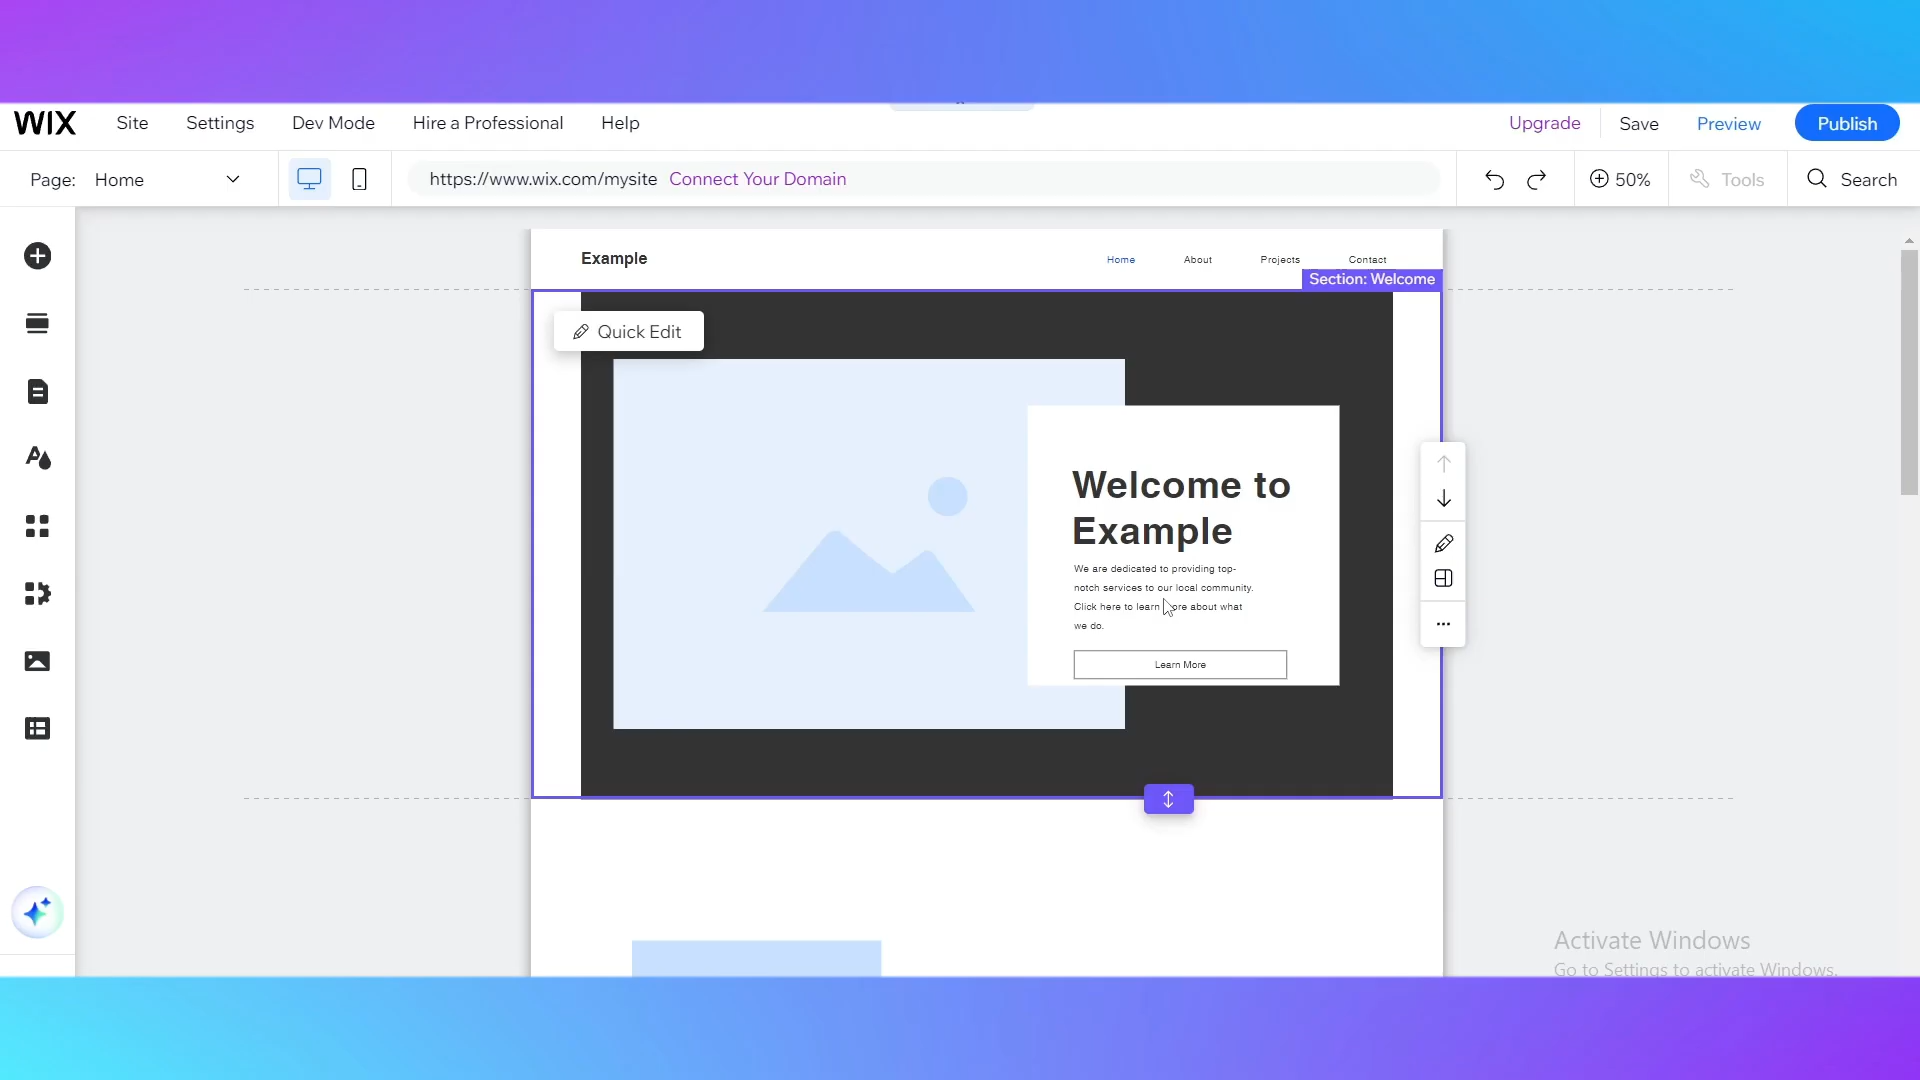 WIX Site Settings Dev Mode Hire a Professional Help Upgrade Save Preview Publish
Page: Home https://www.wix.com/mysite Connect Your Domain 50% Tools Search
Example Home About Projects Contact
Section: Welcome
Quick Edit
Welcome to
Example
We are dedicated to providing top-
notch services to our local community.
Click here to learn more about what
we do.
Learn More
Activate Windows
Go to Settings to activate Windows.